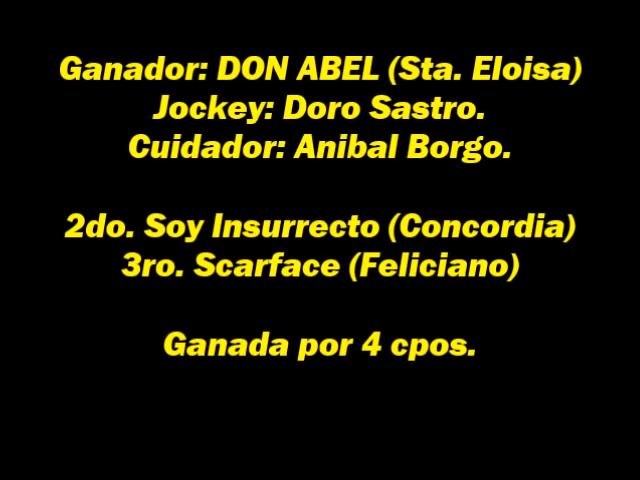 Ganador: DON ABEL (Sta. Eloisa)
Jockey: Doro Sastro.
Cuidador: Anibal Borgo.
2do. Soy Insurrecto (Concordia)
3ro. Scarface (Feliciano)
Ganada por 4 cpos.